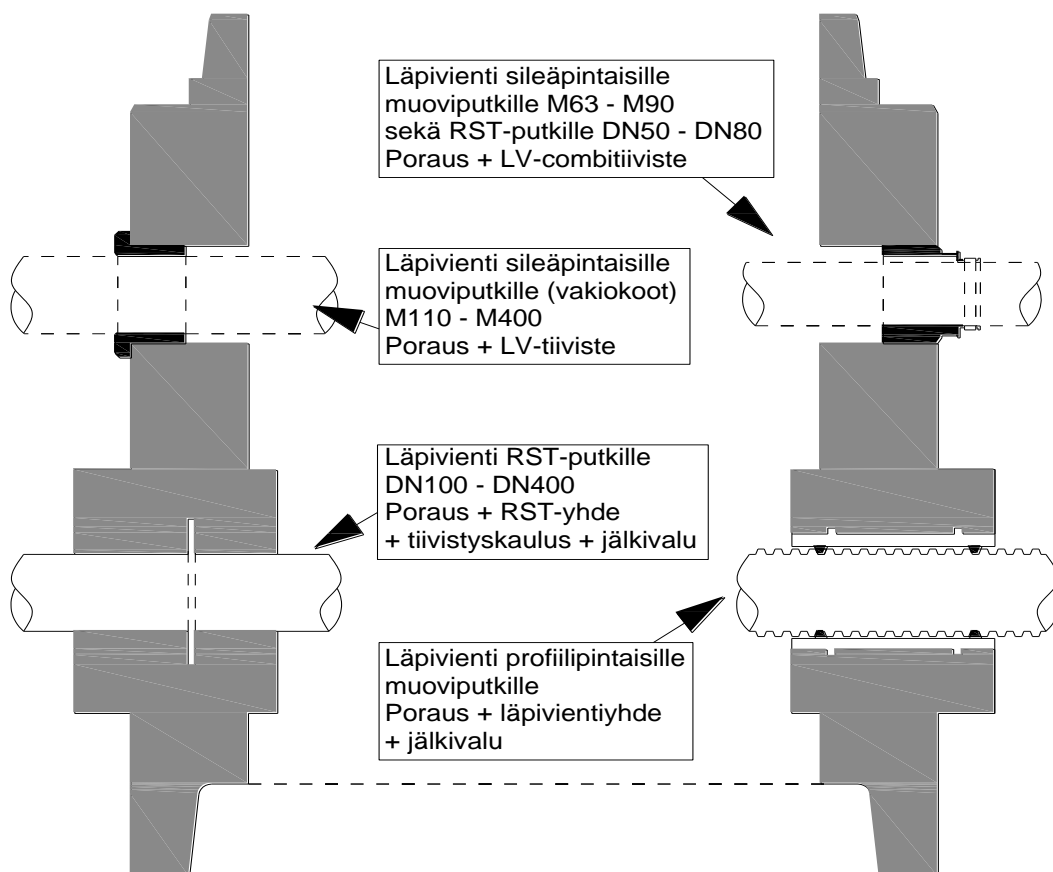 Läpivienti sileäpintaisille
muoviputkille M63 - M90
sekä RST-putkille DN50 - DN80
Poraus + LV-combitiiviste
Läpivienti sileäpintaisille
muoviputkille (vakiokoot)
M110 - M400
Poraus + LV-tiiviste
Läpivienti RST-putkille
DN100 - DN400
Poraus + RST-yhde
+ tiivistyskaulus + jälkivalu
Läpivienti profiilipintaisille
muoviputkille
Poraus + läpivientiyhde
+ jälkivalu